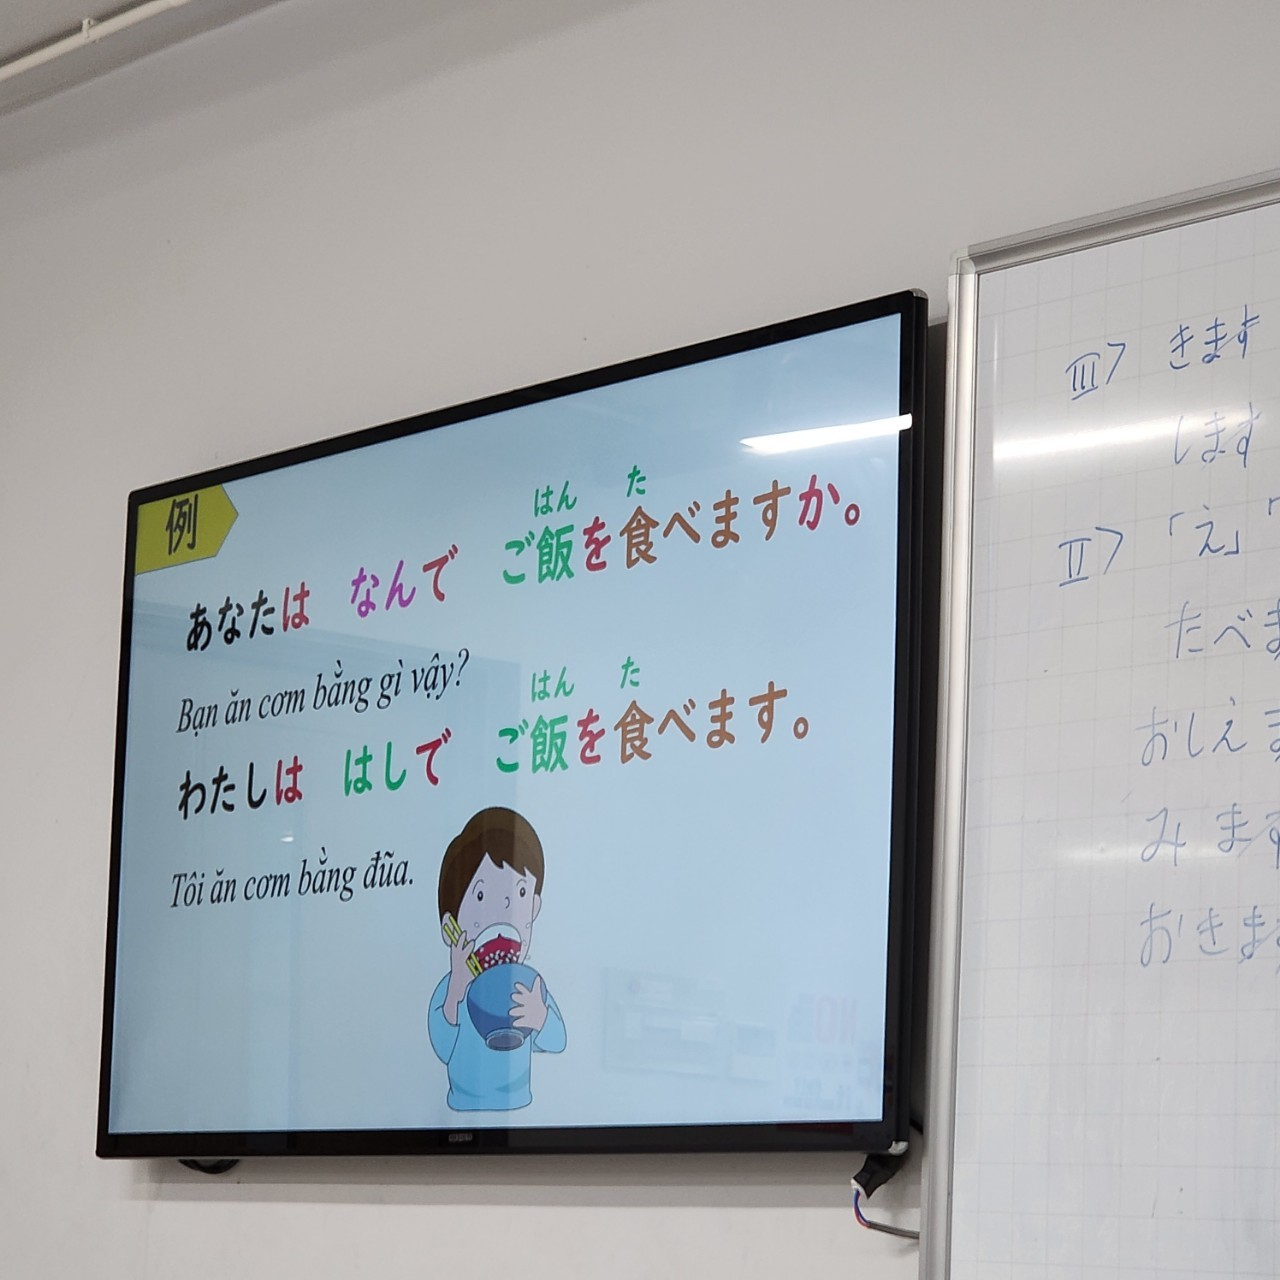 例
はん た
あなたは なんで ご飯を食べますか。
Bạn ăn cơm bằng gì vậy?
はん た
わたしは はしで ご飯を食べます。
Tôi ăn cơm bằng đũa.
III> きます
します
II> 「え」
たべま
おしえま
みます
おきます